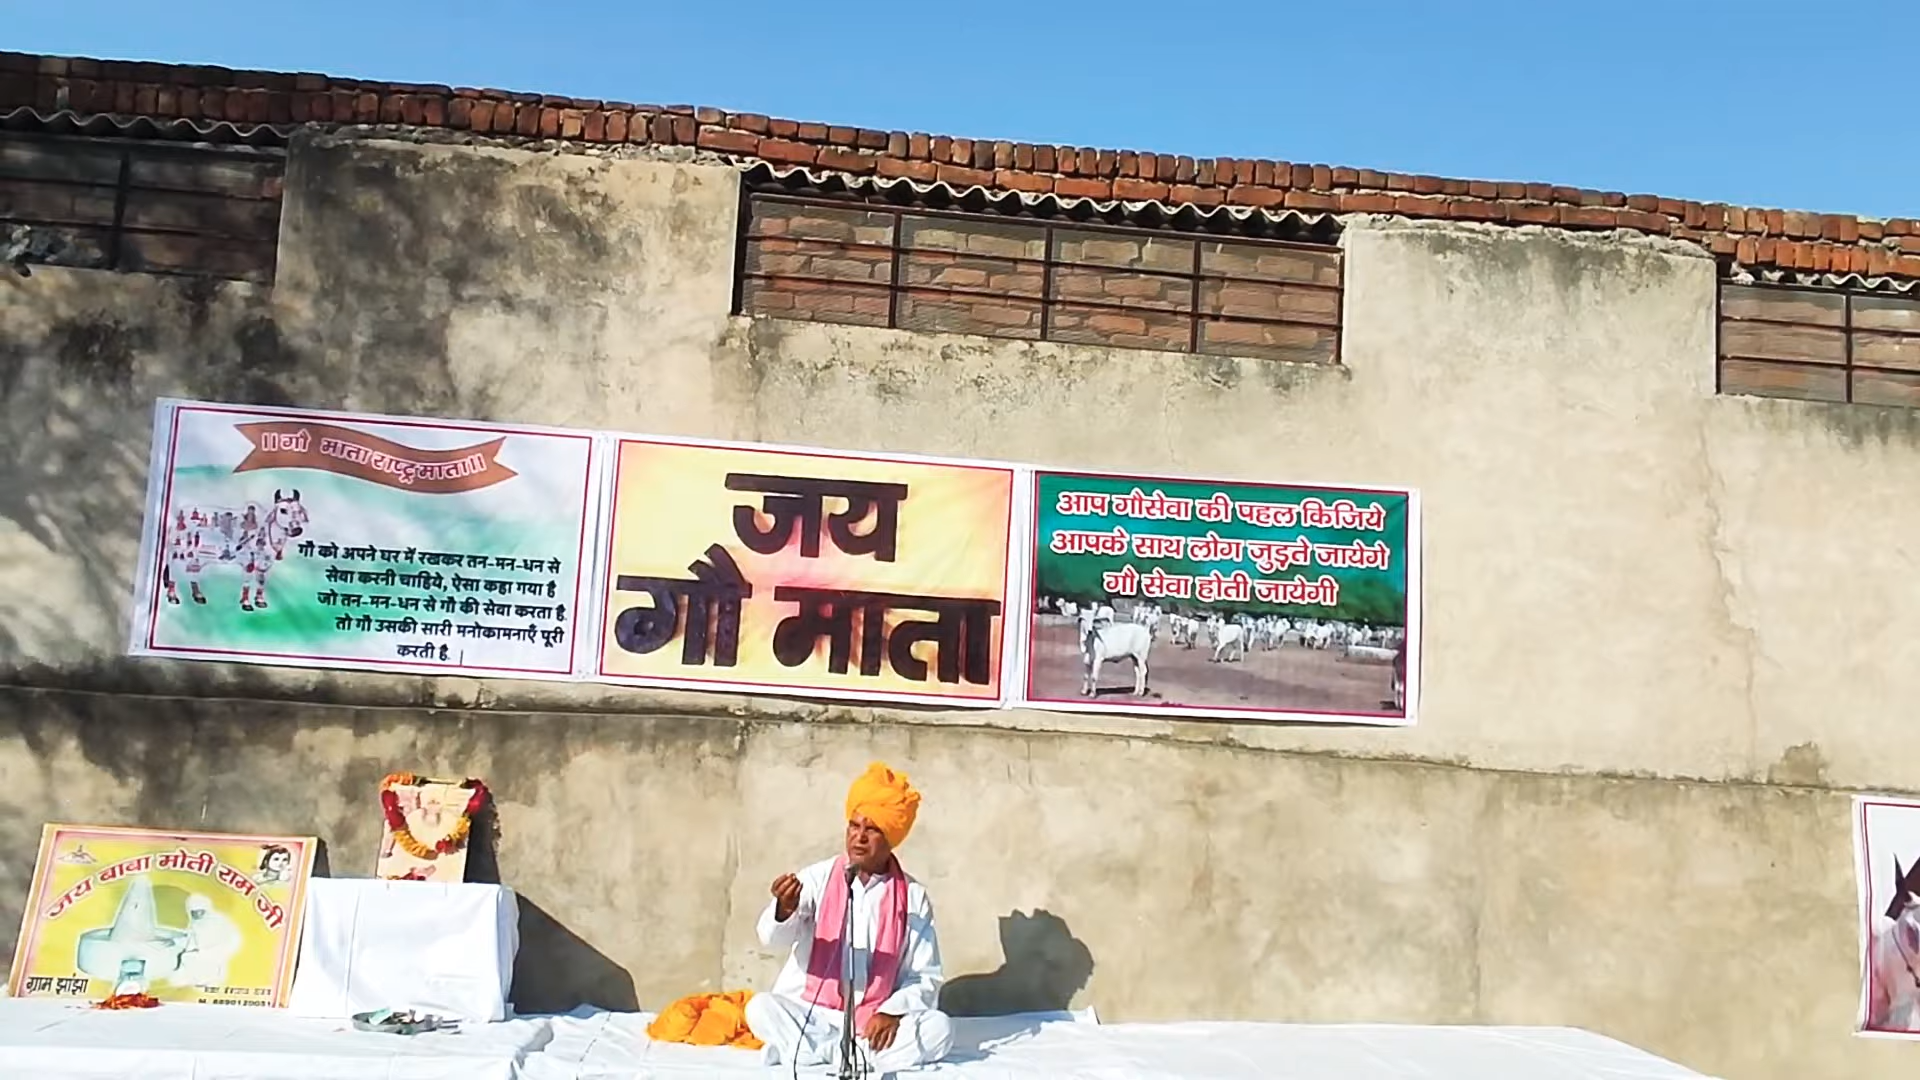 ॥गौ माता राष्ट्रमाता॥
गौ को अपने घर में रखकर तन-मन-धन से
सेवा करनी चाहिये, ऐसा कहा गया है
जो तन-मन-धन से गौ की सेवा करता है.
तो गौ उसकी सारी मनोकामनाएँ पूरी
करती है.
जय
गौ माता
आप गौसेवा की पहल किजिये
आपके साथ लोग जुड़ते जायेगे
गौ सेवा होती जायेगी
जय बाबा मोती राम जी
ग्राम झांझा